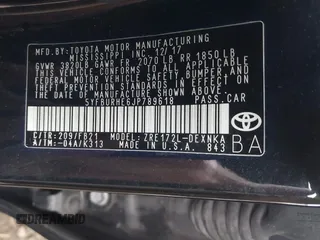 MFD. BY: TOYOTA MOTOR MANUFACTURING
MISSISSIPPI, INC. 12/17
GVWR 3820LB GAWR FR 2070 LB RR 1850 LB
THIS VEHICLE CONFORMS TO ALL APPLICABLE
FEDERAL MOTOR VEHICLE SAFETY, BUMPER, AND
THEFT PREVENTION STANDARDS IN EFFECT ON
THE DATE OF MANUFACTURE SHOWN ABOVE.
5YFBURHE6JP789618 PASS. CAR
C/TR: 209/FB21 MODEL: ZRE172L-DEXNKA
A/TM: -04A/K313 MADE IN U.S.A. 843
TOYOTA
BA
DREAMBID